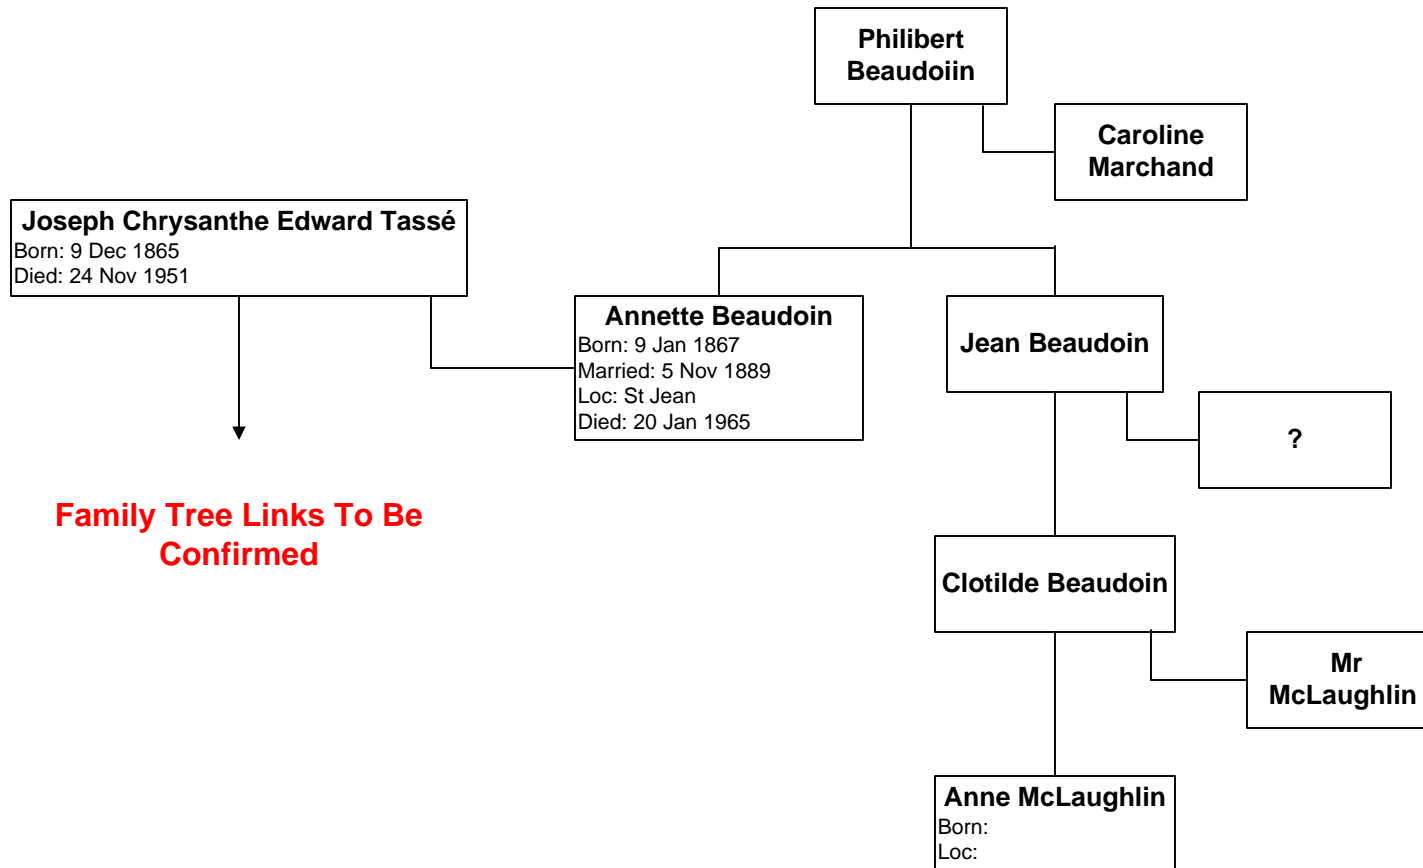 Philibert
Beaudoiin
Caroline
Marchand
Joseph Chrysanthe Edward Tassé
Born: 9 Dec 1865
Died: 24 Nov 1951
Annette Beaudoin
Born: 9 Jan 1867
Married: 5 Nov 1889
Loc: St Jean
Died: 20 Jan 1965
Jean Beaudoin
?
Family Tree Links To Be
Confirmed
Clotilde Beaudoin
Mr
McLaughlin
Anne McLaughlin
Born:
Loc: